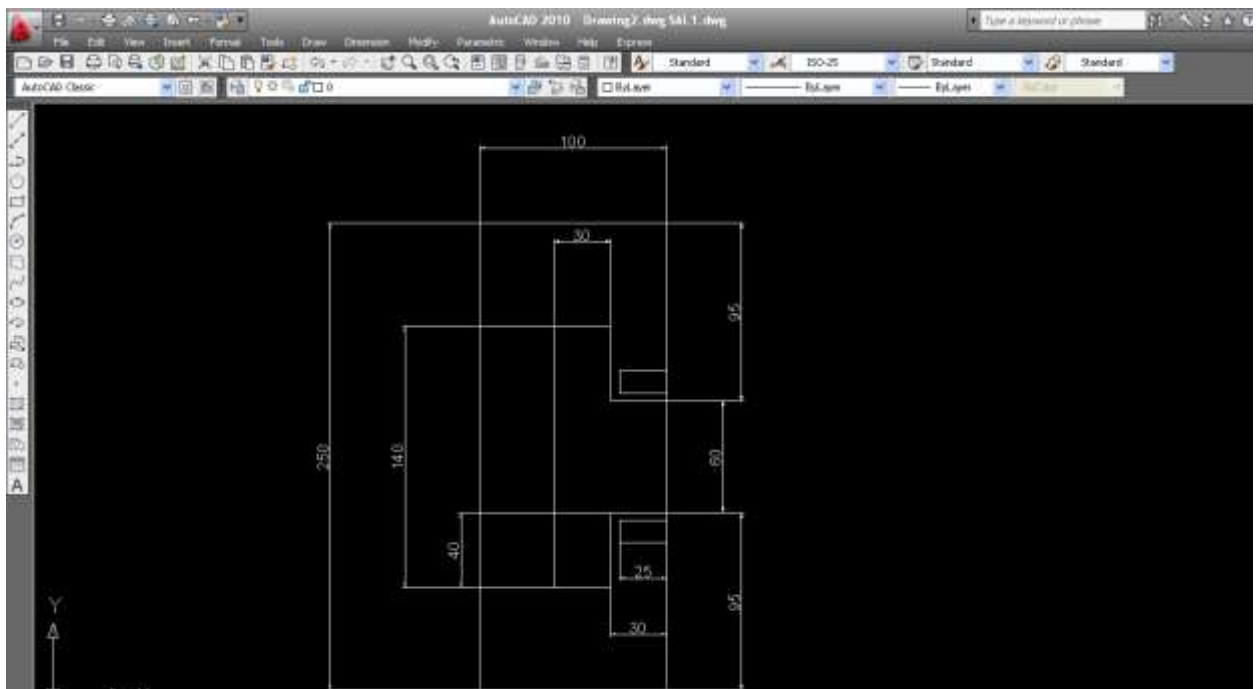 AutoCAD 2010 Drawing2.dwg SAL1.dwg
Type a keyword or phrase
File Edit View Insert Format Tools Draw Dimension Modify Parametric Window Help Express
Standard ISO-25 Standard Standard
AutoCAD Classic 0 ByLayer ByLayer ByLayer
100
30
95
250
140
60
40
25
95
30
A
Y